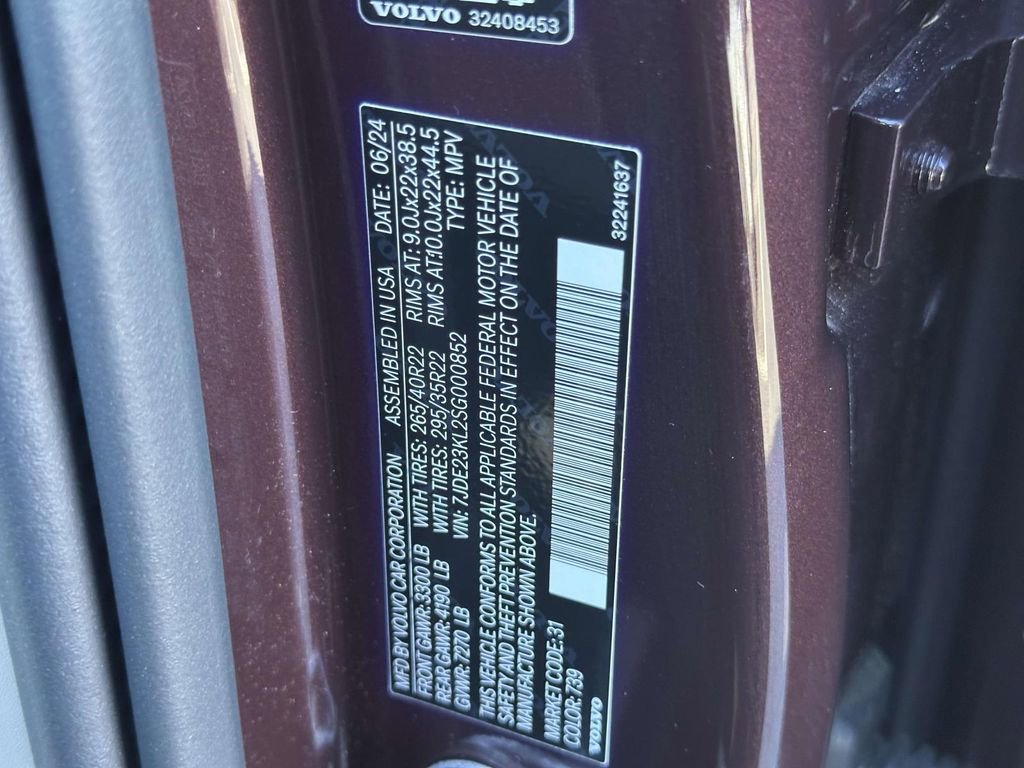 VOLVO 32408453
MFD BY VOLVO CAR CORPORATION ASSEMBLED IN USA DATE: 06/24
FRONT GAWR: 3300 LB WITH TIRES: 265/40R22 RIMS AT: 9.0Jx22x38.5
REAR GAWR: 4190 LB WITH TIRES: 295/35R22 RIMS AT:10.0Jx22x44.5
GVWR: 7270 LB VIN: 7JDE23KL2SG000852 TYPE: MPV
THIS VEHICLE CONFORMS TO ALL APPLICABLE FEDERAL MOTOR VEHICLE
SAFETY AND THEFT PREVENTION STANDARDS IN EFFECT ON THE DATE OF
MANUFACTURE SHOWN ABOVE.
MARKET CODE:31
COLOR: 739
VOLVO 32241637